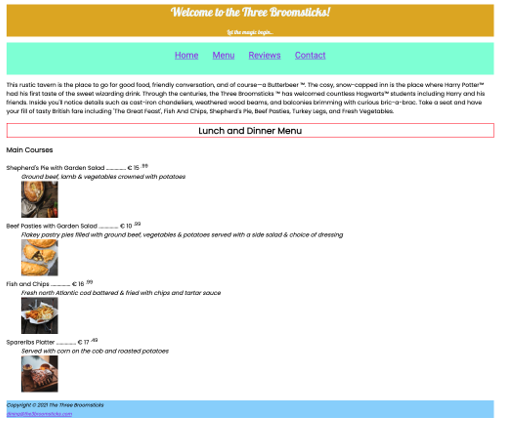 Welcome to the Three Broomsticks!
Let the magic begin..
Home Menu Reviews Contact
This rustic tavern is the place to go for good food, friendly conversation, and of course—a Butterbeer ™. The cosy, snow-capped inn is the place where Harry Potter™
had his first taste of the sweet wizarding drink. Through the centuries, the Three Broomsticks ™ has welcomed countless Hogwarts™ students including Harry and his
friends. Inside you'll notice details such as cast-iron chandeliers, weathered wood beams, and balconies brimming with curious bric-a-brac. Take a seat and have
your fill of tasty British fare including 'The Great Feast', Fish And Chips, Shepherd's Pie, Beef Pasties, Turkey Legs, and Fresh Vegetables.
Lunch and Dinner Menu
Main Courses
Shepherd's Pie with Garden Salad ............... € 15 .99
Ground beef, lamb & vegetables crowned with potatoes
Beef Pasties with Garden Salad ............... € 10 .99
Flakey pastry pies filled with ground beef, vegetables & potatoes served with a side salad & choice of dressing
Fish and Chips ............... € 16 .99
Fresh north Atlantic cod battered & fried with chips and tartar sauce
Spareribs Platter ............... € 17 .49
Served with corn on the cob and roasted potatoes
Copyright © 2021 The Three Broomsticks